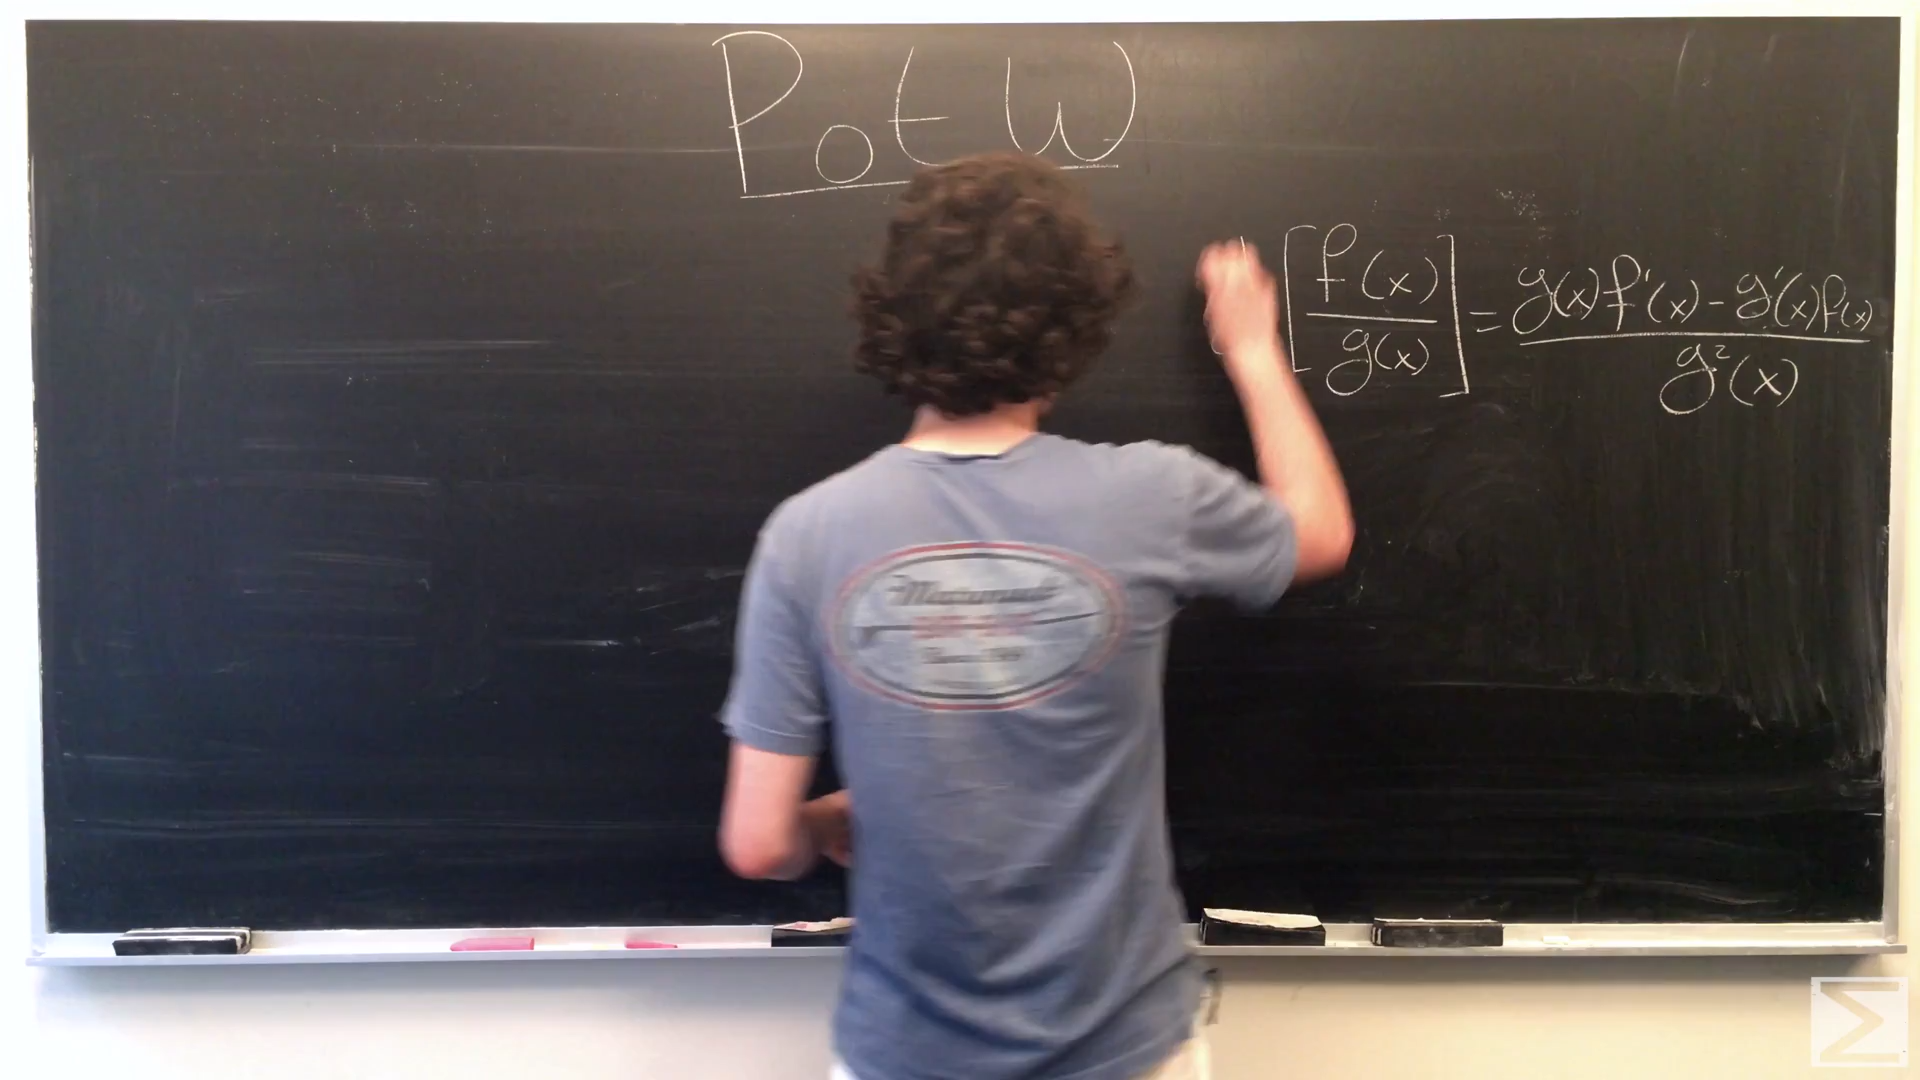 PotW
[f(x)/g(x)] = (g(x)f'(x) - g'(x)f(x))/g²(x)
Σ